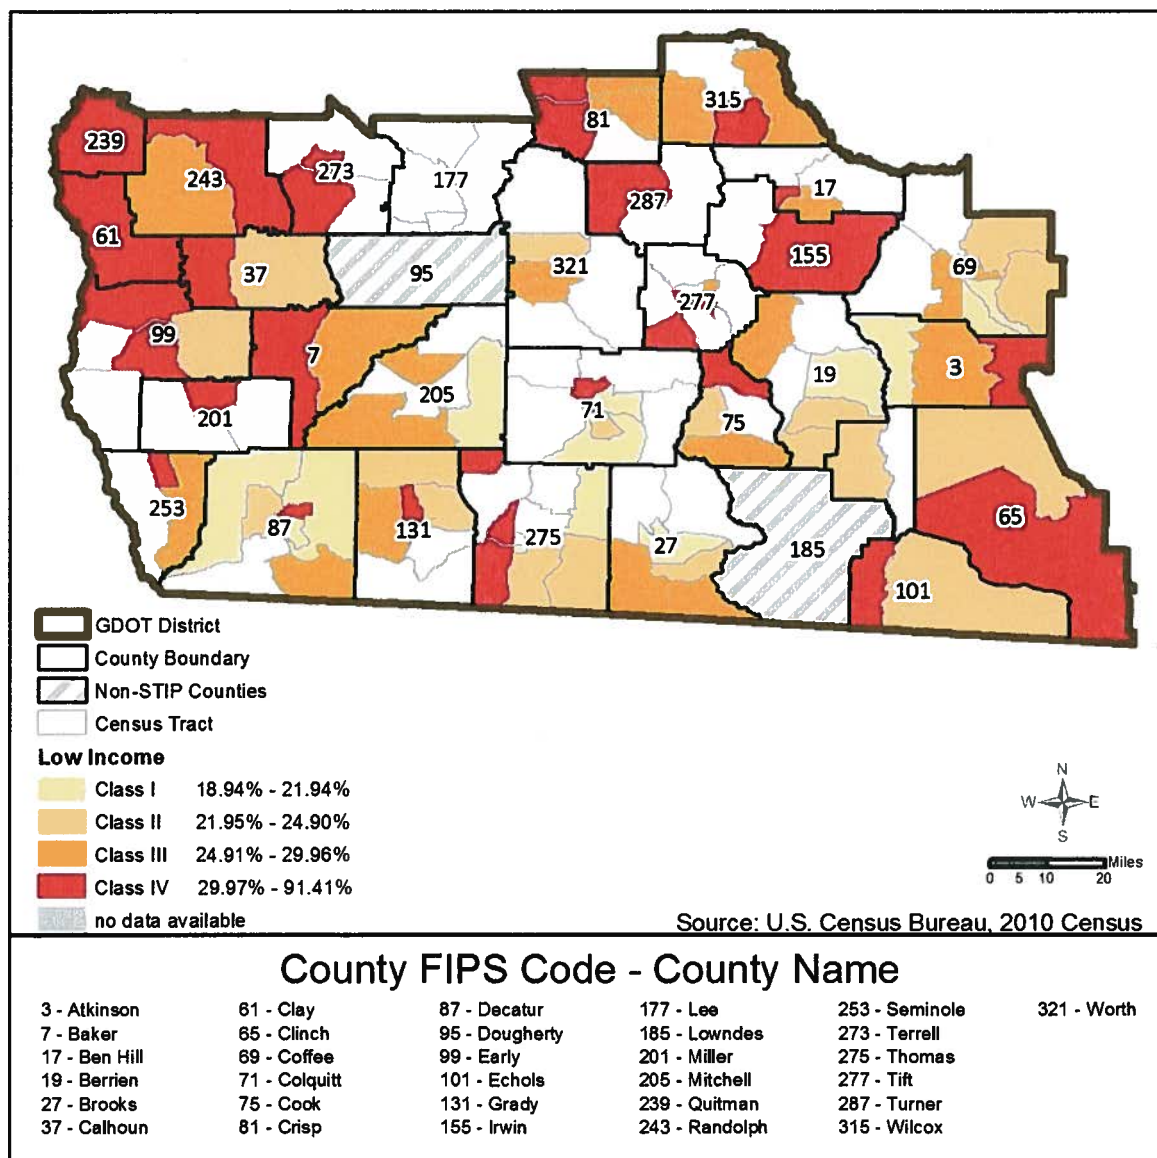 315
81
239
273
243
177
17
287
61
155
37
95
321
69
277
99
7
3
19
205
201
71
75
253
87
131
275
27
65
185
101
GDOT District
County Boundary
Non-STIP Counties
Census Tract
Low Income
Class I 18.94% - 21.94%
Class II 21.95% - 24.90%
Class III 24.91% - 29.96%
Class IV 29.97% - 91.41%
no data available
N
W E
S
Miles
0 5 10 20
Source: U.S. Census Bureau, 2010 Census
County FIPS Code - County Name
3 - Atkinson 61 - Clay 87 - Decatur 177 - Lee 253 - Seminole 321 - Worth
7 - Baker 65 - Clinch 95 - Dougherty 185 - Lowndes 273 - Terrell
17 - Ben Hill 69 - Coffee 99 - Early 201 - Miller 275 - Thomas
19 - Berrien 71 - Colquitt 101 - Echols 205 - Mitchell 277 - Tift
27 - Brooks 75 - Cook 131 - Grady 239 - Quitman 287 - Turner
37 - Calhoun 81 - Crisp 155 - Irwin 243 - Randolph 315 - Wilcox